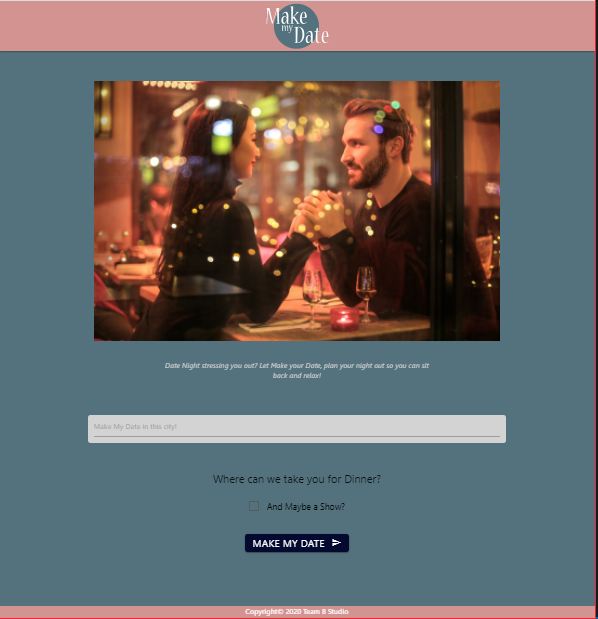 Make
my
Date
Date Night stressing you out? Let Make your Date, plan your night out so you can sit
back and relax!
Make My Date in this city!
Where can we take you for Dinner?
And Maybe a Show?
MAKE MY DATE
Copyright© 2020 Team 8 Studio